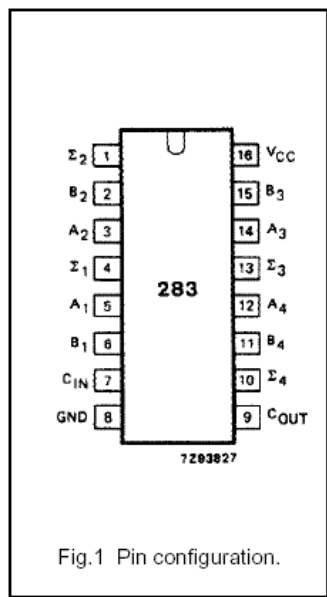 Σ2 1 16 VCC
B2 2 15 B3
A2 3 14 A3
Σ1 4 13 Σ3
283
A1 5 12 A4
B1 6 11 B4
CIN 7 10 Σ4
GND 8 9 COUT
7Z93827
Fig.1 Pin configuration.